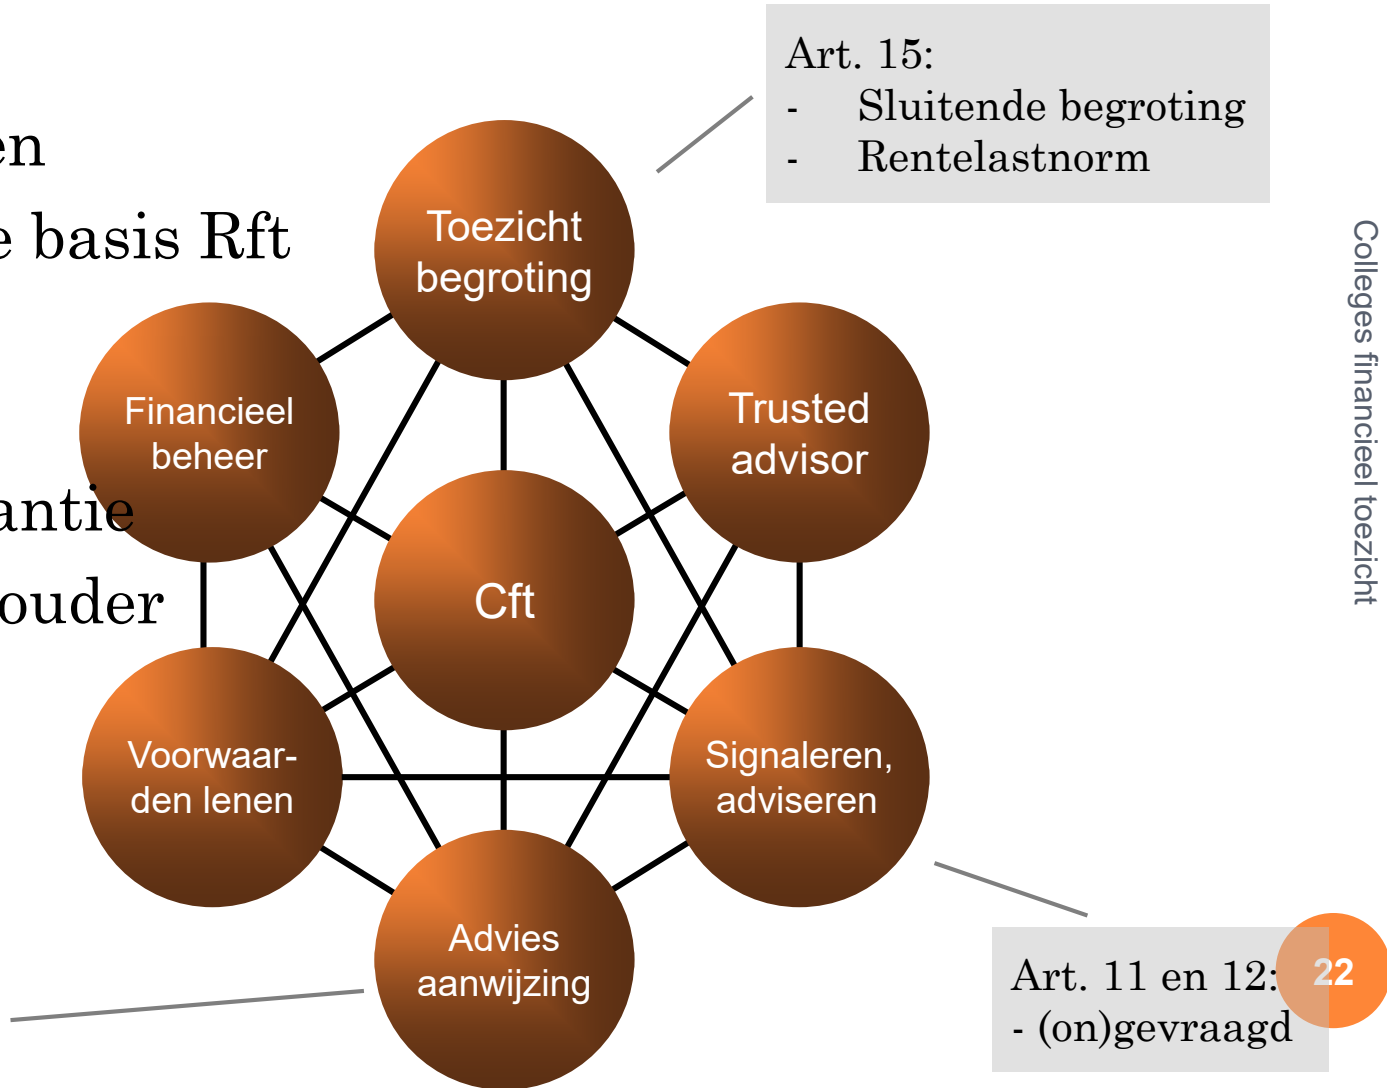 Art. 15:
- Sluitende begroting
- Rentelastnorm
en
e basis Rft
antie
ouder
Toezicht
begroting
Financieel
beheer
Trusted
advisor
Cft
Voorwaar-
den lenen
Signaleren,
adviseren
Advies
aanwijzing
Art. 11 en 12:
- (on)gevraagd
22
Colleges financieel toezicht